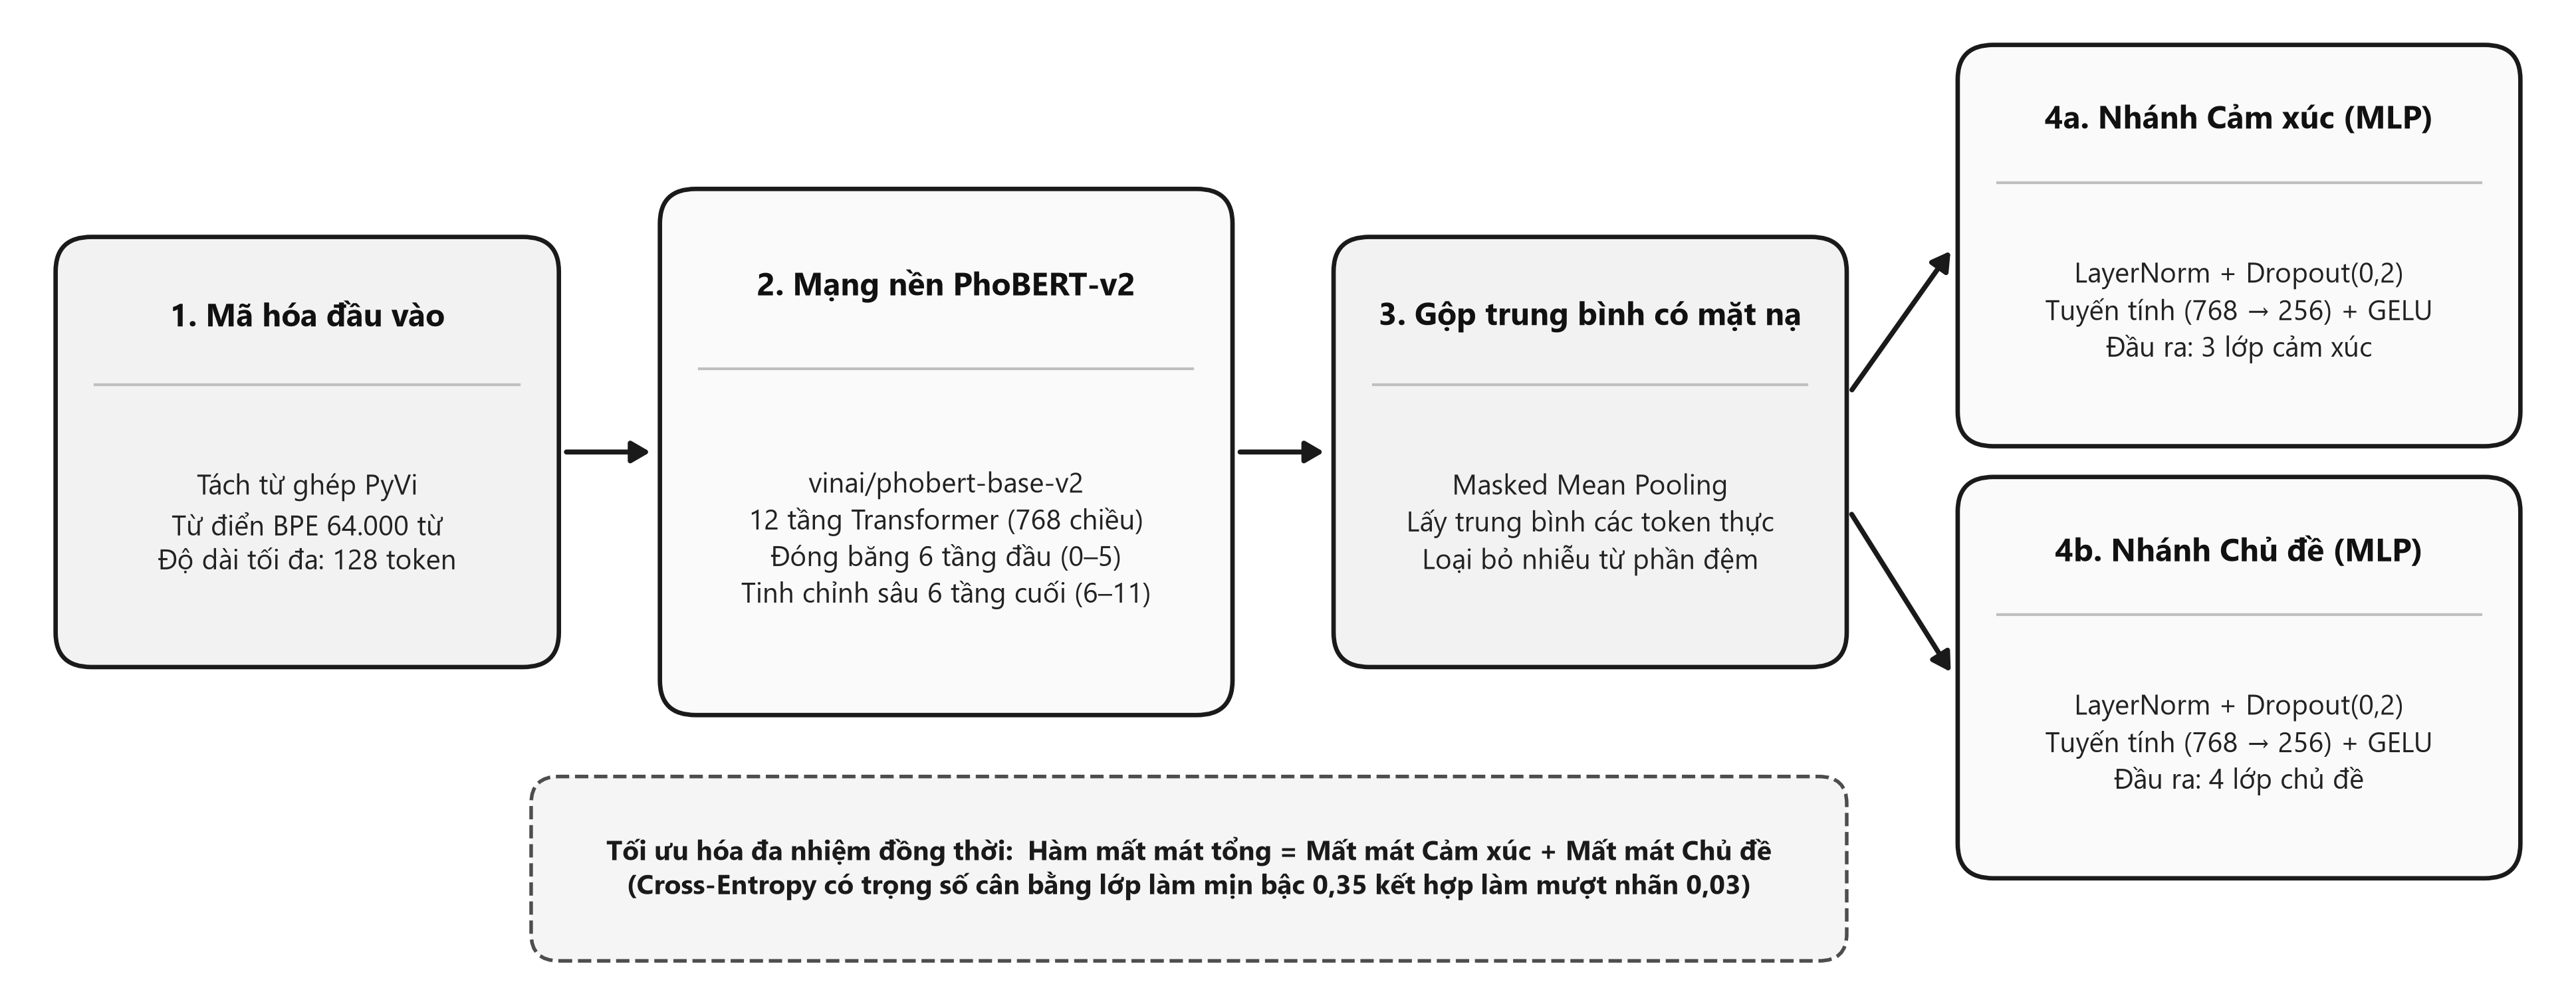 1. Mã hóa đầu vào
Tách từ ghép PyVi
Từ điển BPE 64.000 từ
Độ dài tối đa: 128 token
2. Mạng nền PhoBERT-v2
vinai/phobert-base-v2
12 tầng Transformer (768 chiều)
Đóng băng 6 tầng đầu (0–5)
Tinh chỉnh sâu 6 tầng cuối (6–11)
3. Gộp trung bình có mặt nạ
Masked Mean Pooling
Lấy trung bình các token thực
Loại bỏ nhiễu từ phần đệm
4a. Nhánh Cảm xúc (MLP)
LayerNorm + Dropout(0,2)
Tuyến tính (768 → 256) + GELU
Đầu ra: 3 lớp cảm xúc
4b. Nhánh Chủ đề (MLP)
LayerNorm + Dropout(0,2)
Tuyến tính (768 → 256) + GELU
Đầu ra: 4 lớp chủ đề
Tối ưu hóa đa nhiệm đồng thời: Hàm mất mát tổng = Mất mát Cảm xúc + Mất mát Chủ đề
(Cross-Entropy có trọng số cân bằng lớp làm mịn bậc 0,35 kết hợp làm mượt nhãn 0,03)